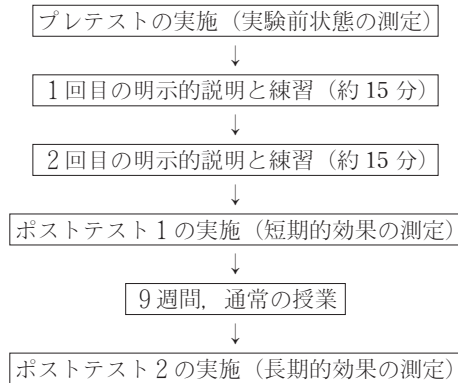 プレテストの実施（実験前状態の測定）
↓
1回目の明示的説明と練習（約 15 分）
↓
2回目の明示的説明と練習（約 15 分）
↓
ポストテスト1の実施（短期的効果の測定）
↓
9週間，通常の授業
↓
ポストテスト2の実施（長期的効果の測定）